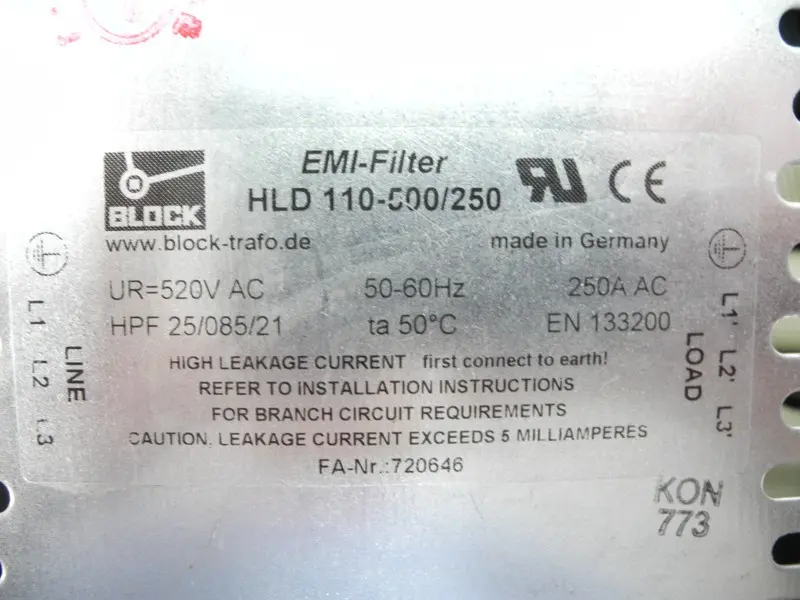 EMI-Filter
HLD 110-500/250
BLOCK
www.block-trafo.de
made in Germany
UR=520V AC 50-60Hz 250A AC
HPF 25/085/21 ta 50°C EN 133200
HIGH LEAKAGE CURRENT first connect to earth!
REFER TO INSTALLATION INSTRUCTIONS
FOR BRANCH CIRCUIT REQUIREMENTS
CAUTION. LEAKAGE CURRENT EXCEEDS 5 MILLIAMPERES
FA-Nr.:720646
L1 L2 L3
LINE
L1' L2' L3'
LOAD
KON
773